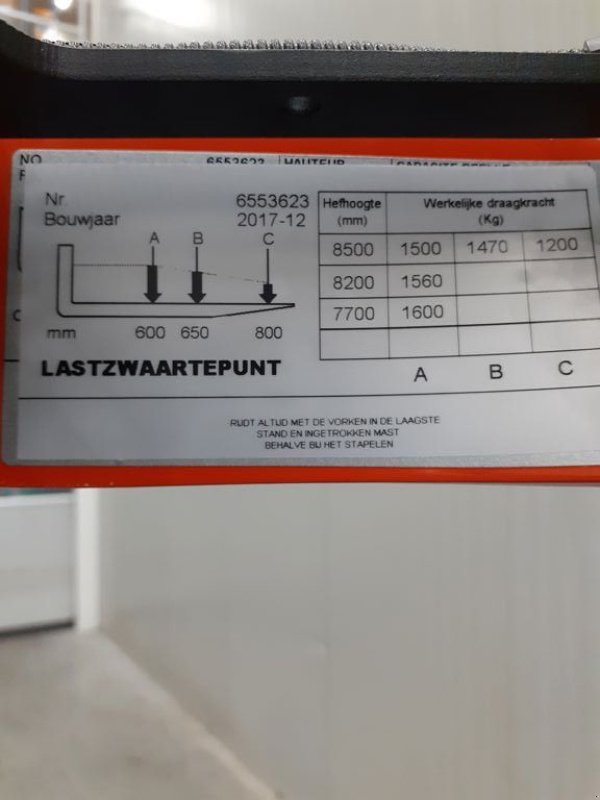 NO 6553623 HAUTEUR
Nr. 6553623
Bouwjaar 2017-12
A B C
mm 600 650 800
LASTZWAARTEPUNT
Hefhoogte (mm) Werkelijke draagkracht (Kg)
8500 1500 1470 1200
8200 1560
7700 1600
A B C
RIJDT ALTIJD MET DE VORKEN IN DE LAAGSTE
STAND EN INGETROKKEN MAST
BEHALVE BIJ HET STAPELEN